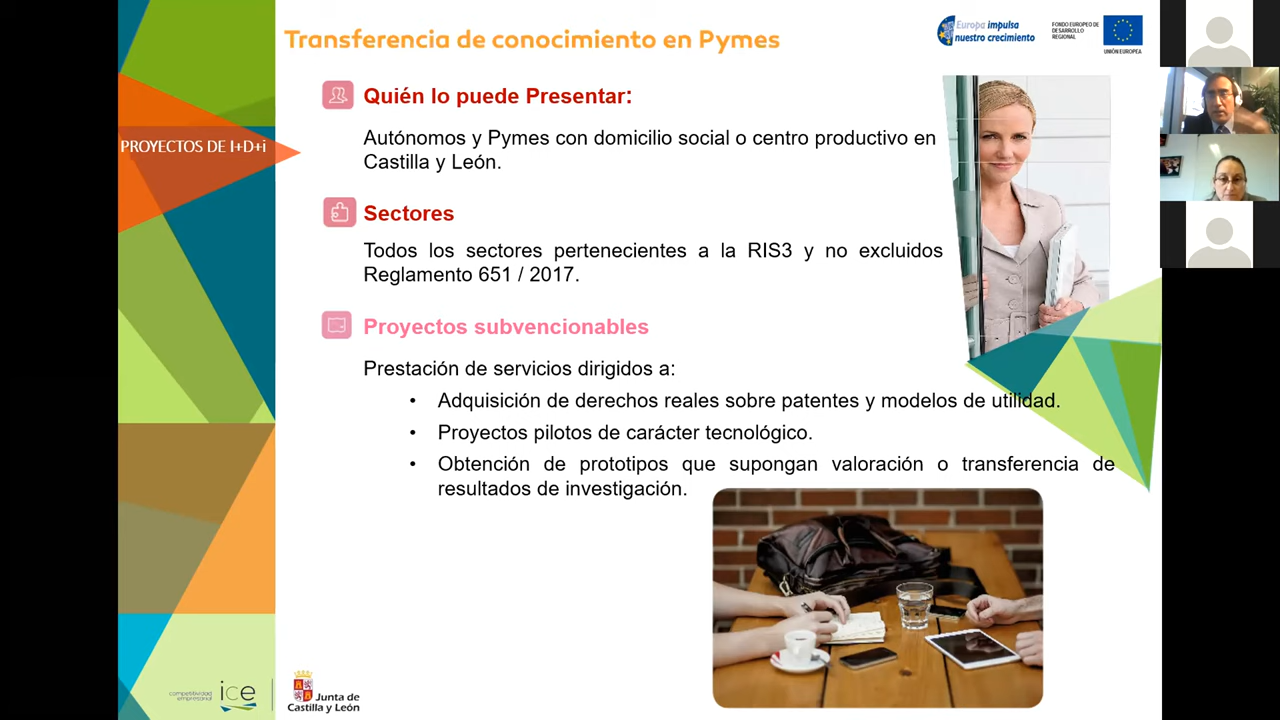 Transferencia de conocimiento en Pymes
Europa impulsa
nuestro crecimiento
FONDO EUROPEO DE
DESARROLLO
REGIONAL
UNIÓN EUROPEA
PROYECTOS DE I+D+i
Quién lo puede Presentar:
Autónomos y Pymes con domicilio social o centro productivo en
Castilla y León.
Sectores
Todos los sectores pertenecientes a la RIS3 y no excluidos
Reglamento 651 / 2017.
Proyectos subvencionables
Prestación de servicios dirigidos a:
• Adquisición de derechos reales sobre patentes y modelos de utilidad.
• Proyectos pilotos de carácter tecnológico.
• Obtención de prototipos que supongan valoración o transferencia de
resultados de investigación.
competitividad
empresarial
ice
Junta de
Castilla y León